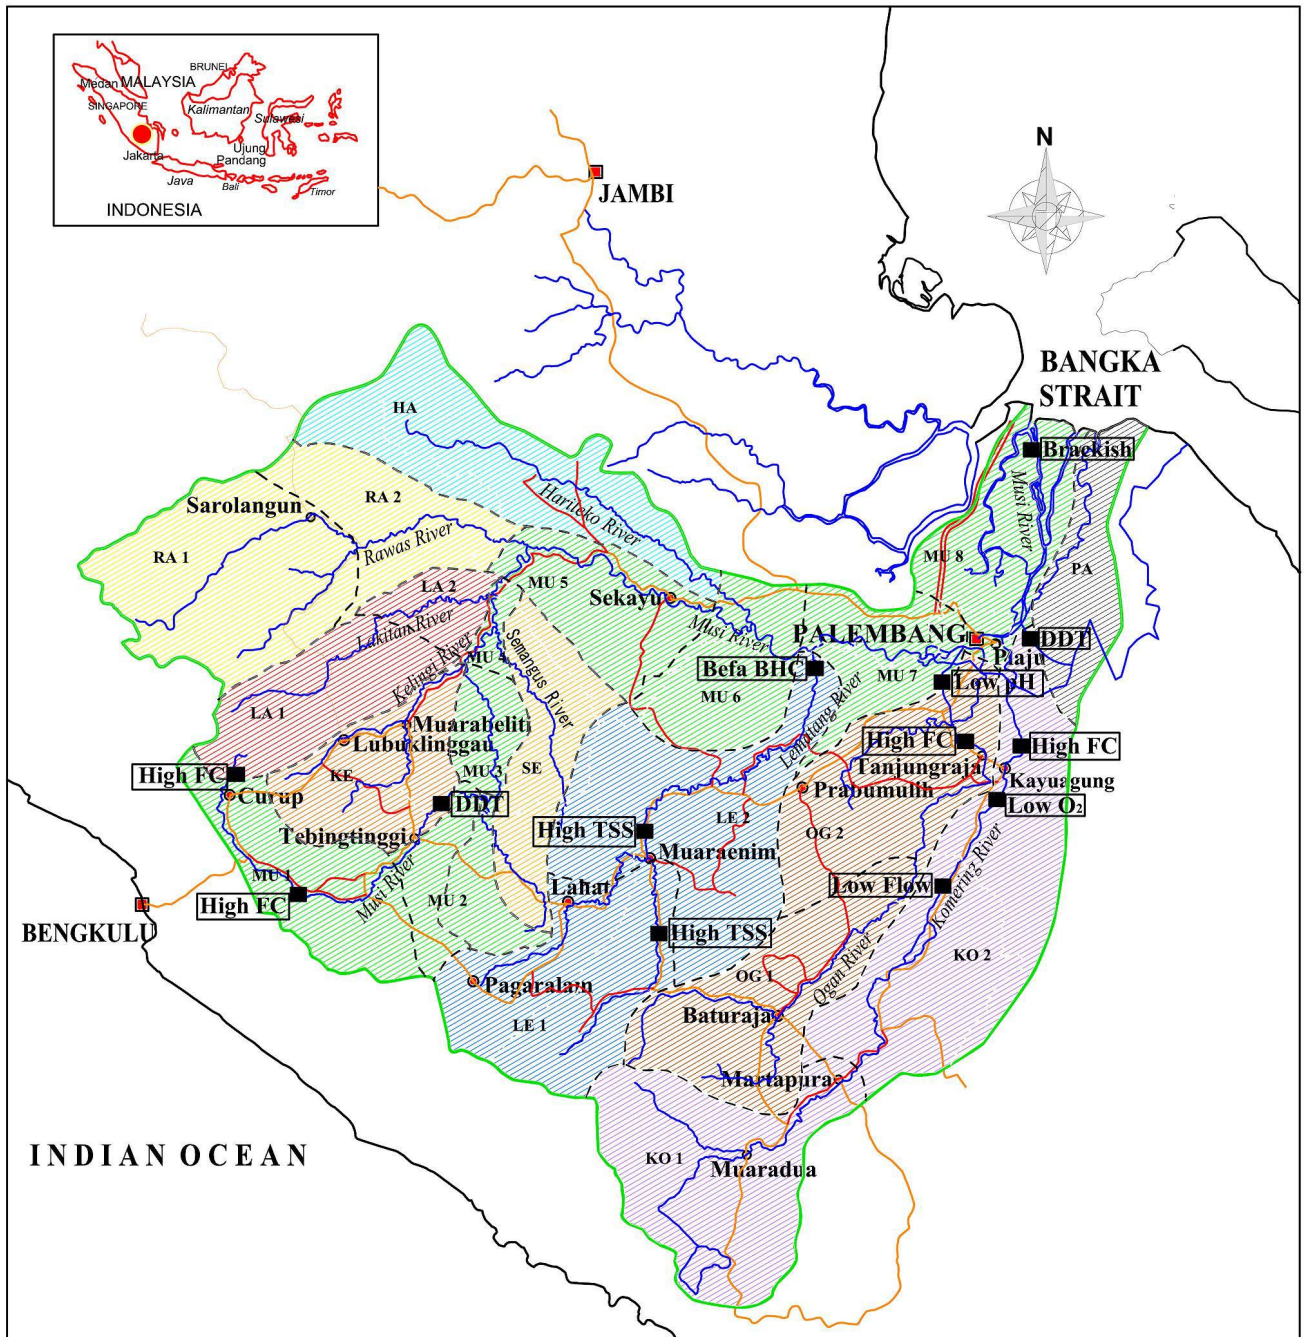 BRUNEI
Medan
MALAYSIA
SINGAPORE
Kalimantan
Sulawesi
Ujung
Pandang
Jakarta
Java
Bali
Timor
INDONESIA
N
JAMBI
BANGKA
STRAIT
HA
Brackish
Harileko River
Musi River
RA 2
Sarolangun
Rawas River
RA 1
MU 8
PA
LA 2
MU 5
Sekayu
Lakitan River
Musi River
PALEMBANG
DDT
Plaju
Semangus River
Kelingi River
MU 4
Befa BHC
MU 7
Low pH
MU 6
LA 1
Lematang River
Muarabeliti
Lubuklinggau
High FC
High FC
High FC
Tanjungraja
Kayuagung
KE
MU 3
SE
Curup
DDT
Prabumulih
Low O₂
LE 2
OG 2
Tebingtinggi
High TSS
Muaraenim
Komering River
MU 1
Musi River
Lahat
Low Flow
High FC
MU 2
BENGKULU
High TSS
KO 2
Ogan River
Pagaralam
OG 1
LE 1
Baturaja
Martapura
INDIAN OCEAN
KO 1
Muaradua